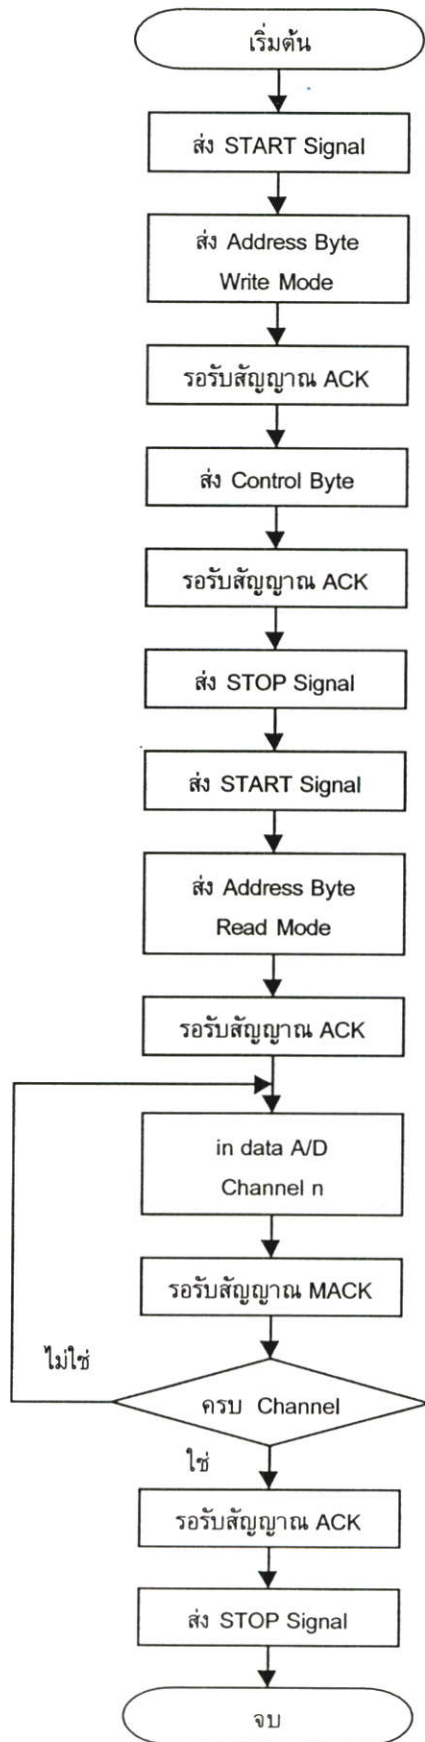 เริ่มต้น
ส่ง START Signal
ส่ง Address Byte
Write Mode
รอรับสัญญาณ ACK
ส่ง Control Byte
รอรับสัญญาณ ACK
ส่ง STOP Signal
ส่ง START Signal
ส่ง Address Byte
Read Mode
รอรับสัญญาณ ACK
in data A/D
Channel n
รอรับสัญญาณ MACK
ไม่ใช่
ครบ Channel
ใช่
รอรับสัญญาณ ACK
ส่ง STOP Signal
จบ